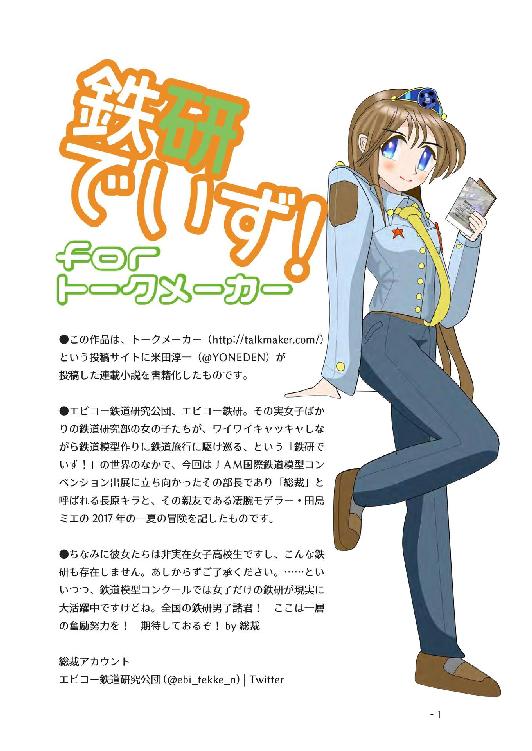 鉄研
でいず!
for
トークメーカー
●この作品は、トークメーカー（http://talkmaker.com/）
という投稿サイトに米田淳一（@YONEDEN）が
投稿した連載小説を書籍化したものです。
●エビコー鉄道研究公団、エビコー鉄研。その実女子ばか
りの鉄道研究部の女の子たちが、ワイワイキャッキャしな
がら鉄道模型作りに鉄道旅行に駆け巡る、という「鉄研で
いず！」の世界のなかで、今回はＪＡＭ国際鉄道模型コン
ベンション出展に立ち向かったその部長であり「総裁」と
呼ばれる長原キラと、その親友である凄腕モデラー・田島
ミエの 2017 年の一夏の冒険を記したものです。
●ちなみに彼女たちは非実在女子高校生ですし、こんな鉄
研も存在しません。あしからずご了承ください。……とい
いつつ、鉄道模型コンクールでは女子だけの鉄研が現実に
大活躍中ですけどね。全国の鉄研男子諸君！　ここは一層
の奮励努力を！　期待しておるぞ！ by 総裁
総裁アカウント
エビコー鉄道研究公団 (@ebi_tekke_n) | Twitter
- 1